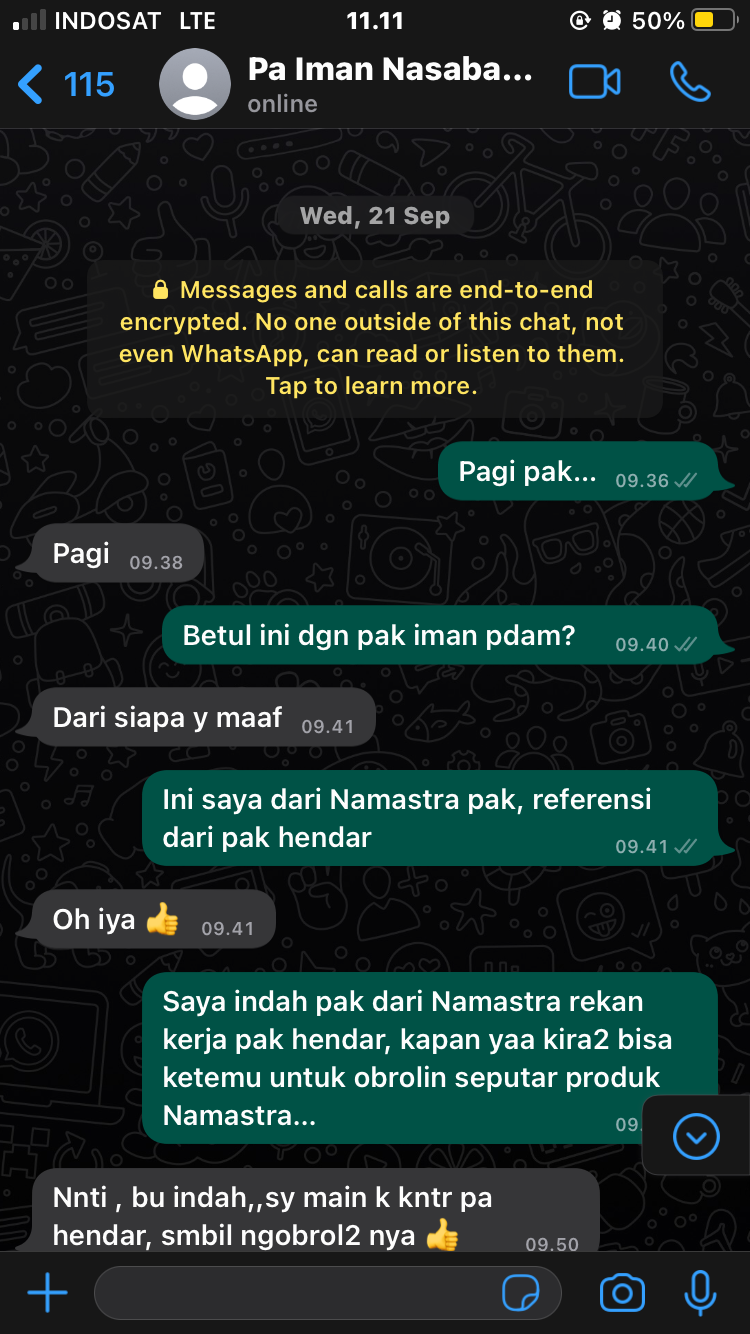 INDOSAT LTE 11.11 50%
115 Pa Iman Nasaba...
online
Wed, 21 Sep
Messages and calls are end-to-end
encrypted. No one outside of this chat, not
even WhatsApp, can read or listen to them.
Tap to learn more.
Pagi pak... 09.36
Pagi 09.38
Betul ini dgn pak iman pdam? 09.40
Dari siapa y maaf 09.41
Ini saya dari Namastra pak, referensi
dari pak hendar 09.41
Oh iya 👍 09.41
Saya indah pak dari Namastra rekan
kerja pak hendar, kapan yaa kira2 bisa
ketemu untuk obrolin seputar produk
Namastra... 09.
Nnti , bu indah,,sy main k kntr pa
hendar, smbil ngobrol2 nya 👍 09.50